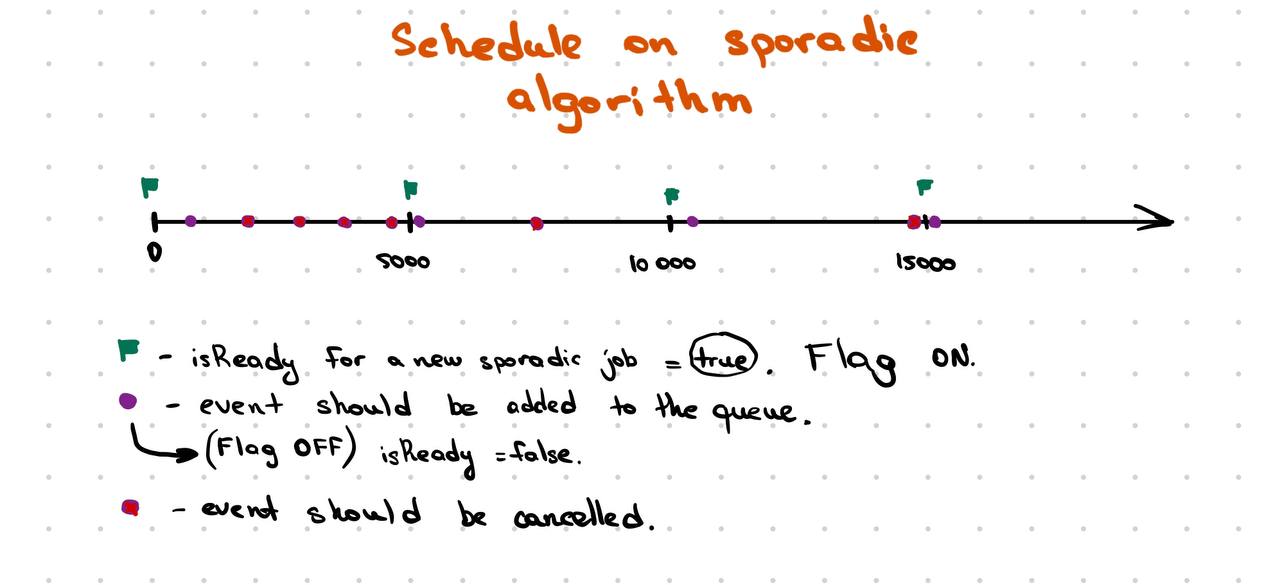 Schedule on sporadic
algorithm
0 5000 10 000 15000
- isReady for a new sporadic job = true. Flag ON.
- event should be added to the queue.
(Flag OFF) isReady = false.
- event should be cancelled.